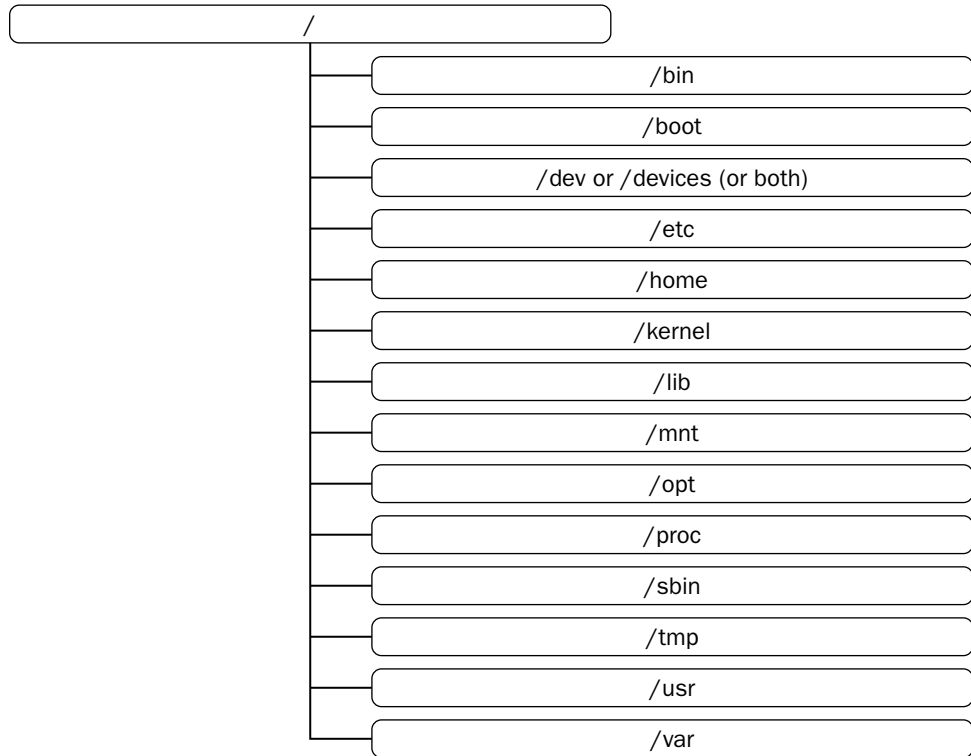 /
/bin
/boot
/dev or /devices (or both)
/etc
/home
/kernel
/lib
/mnt
/opt
/proc
/sbin
/tmp
/usr
/var